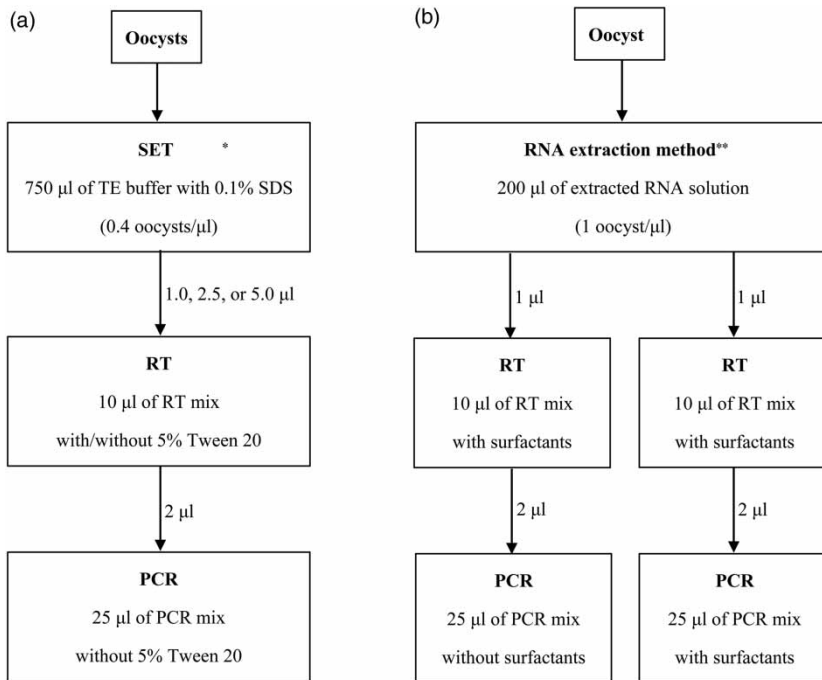 (a)
Oocysts
SET *
750 μl of TE buffer with 0.1% SDS
(0.4 oocysts/μl)
1.0, 2.5, or 5.0 μl
RT
10 μl of RT mix
with/without 5% Tween 20
2 μl
PCR
25 μl of PCR mix
without 5% Tween 20
(b)
Oocyst
RNA extraction method**
200 μl of extracted RNA solution
(1 oocyst/μl)
1 μl
1 μl
RT
10 μl of RT mix
with surfactants
RT
10 μl of RT mix
with surfactants
2 μl
2 μl
PCR
25 μl of PCR mix
without surfactants
PCR
25 μl of PCR mix
with surfactants